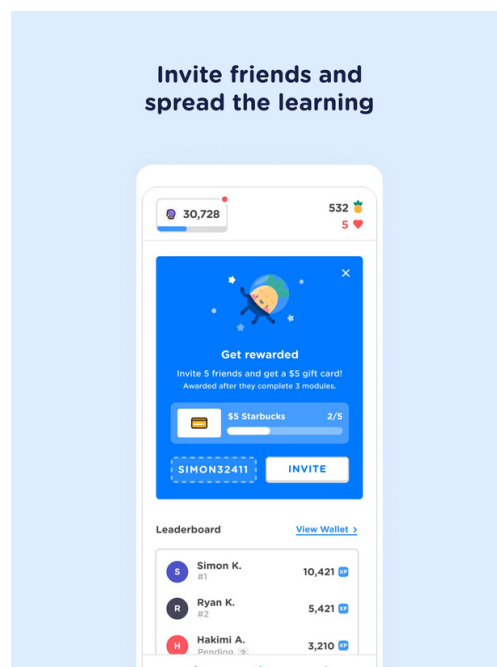 Invite friends and
spread the learning
30,728
532
5
Get rewarded
Invite 5 friends and get a $5 gift card!
Awarded after they complete 3 modules.
$5 Starbucks 2/5
SIMON32411 INVITE
Leaderboard View Wallet >
S Simon K. 10,421 XP
#1
R Ryan K. 5,421 XP
#2
H Hakimi A. 3,210 XP
Pending ?